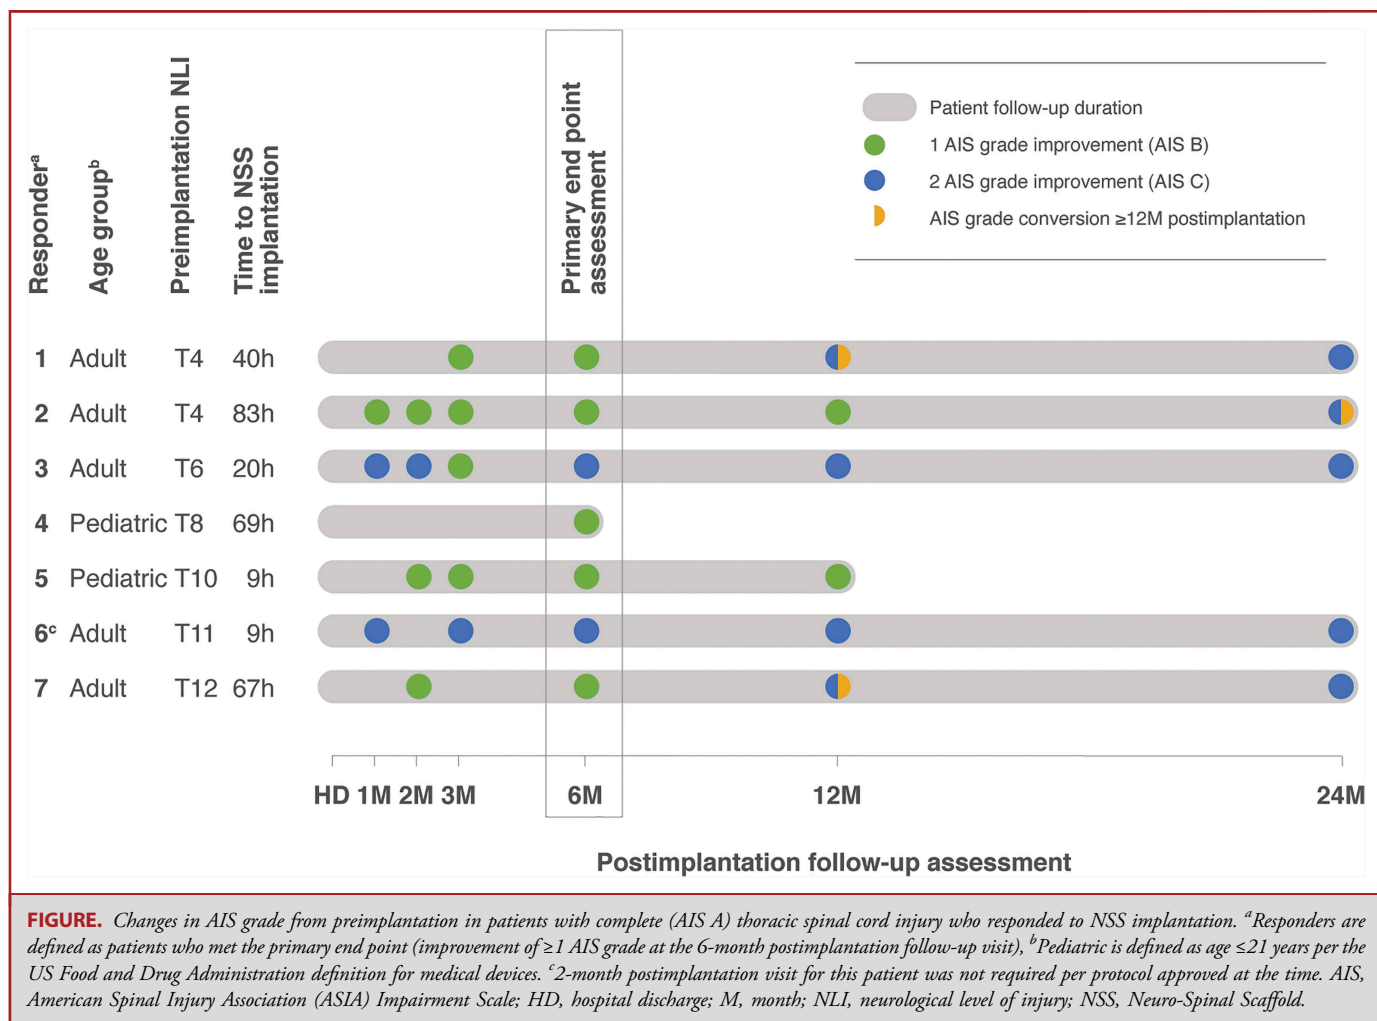 Responderᵃ
Age groupᵇ
Preimplantation NLI
Time to NSS
implantation
Primary end point
assessment
Patient follow-up duration
1 AIS grade improvement (AIS B)
2 AIS grade improvement (AIS C)
AIS grade conversion ≥12M postimplantation
1 Adult T4 40h
2 Adult T4 83h
3 Adult T6 20h
4 Pediatric T8 69h
5 Pediatric T10 9h
6ᶜ Adult T11 9h
7 Adult T12 67h
HD 1M 2M 3M 6M 12M 24M
Postimplantation follow-up assessment
FIGURE. Changes in AIS grade from preimplantation in patients with complete (AIS A) thoracic spinal cord injury who responded to NSS implantation. ᵃResponders are
defined as patients who met the primary end point (improvement of ≥1 AIS grade at the 6-month postimplantation follow-up visit), ᵇPediatric is defined as age ≤21 years per the
US Food and Drug Administration definition for medical devices. ᶜ2-month postimplantation visit for this patient was not required per protocol approved at the time. AIS,
American Spinal Injury Association (ASIA) Impairment Scale; HD, hospital discharge; M, month; NLI, neurological level of injury; NSS, Neuro-Spinal Scaffold.